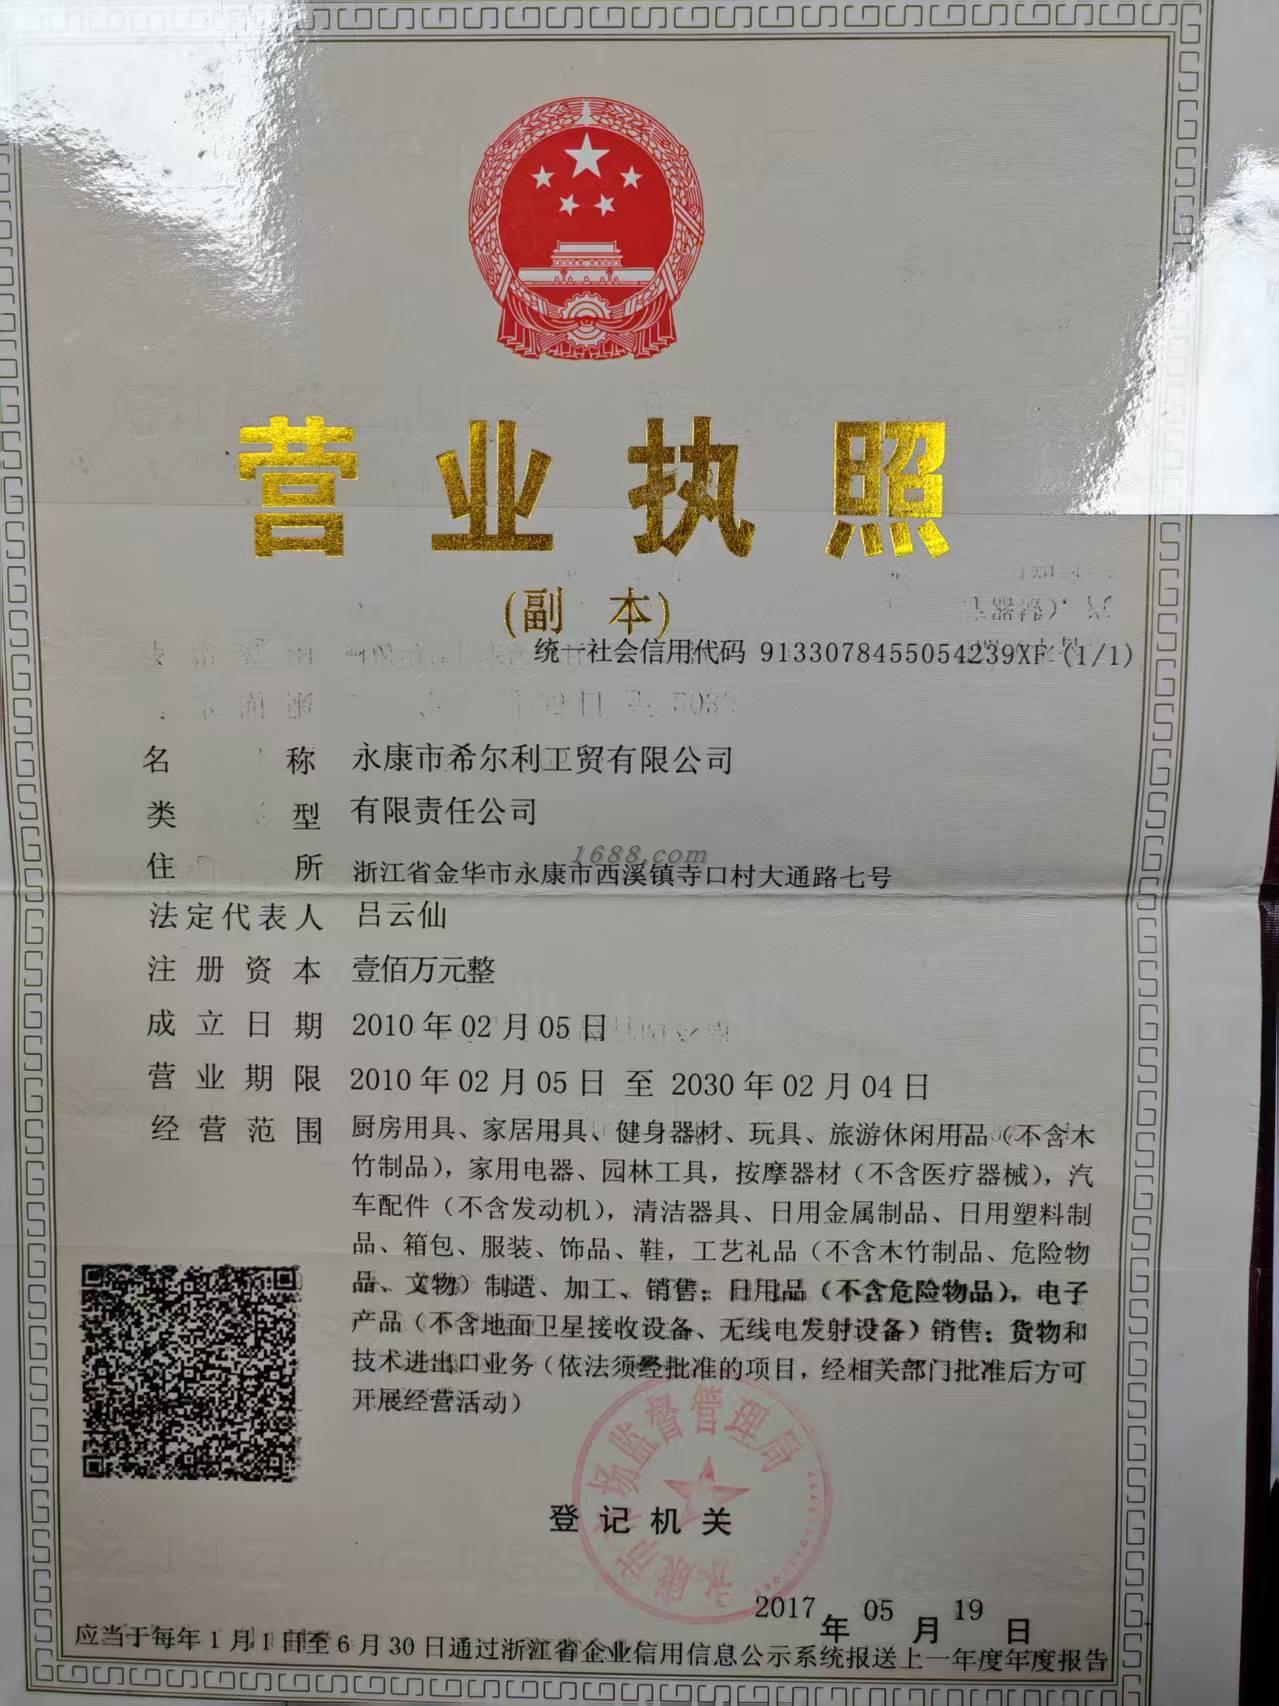 营业执照
(副 本)
统一社会信用代码 9133078455054239XF (1/1)
名 称 永康市希尔利工贸有限公司
类 型 有限责任公司
1688.com
住 所 浙江省金华市永康市西溪镇寺口村大通路七号
法定代表人 吕云仙
注册资本 壹佰万元整
成立日期 2010年02月05日
营业期限 2010年02月05日 至 2030年02月04日
经营范围 厨房用具、家居用具、健身器材、玩具、旅游休闲用品（不含木
竹制品），家用电器、园林工具，按摩器材（不含医疗器械），汽
车配件（不含发动机），清洁器具、日用金属制品、日用塑料制
品、箱包、服装、饰品、鞋，工艺礼品（不含木竹制品、危险物
品、文物）制造、加工、销售；日用品（不含危险物品），电子
产品（不含地面卫星接收设备、无线电发射设备）销售；货物和
技术进出口业务（依法须经批准的项目，经相关部门批准后方可
开展经营活动）
永康市市场监督管理局
登记机关
2017年05月19日
应当于每年1月1日至6月30日通过浙江省企业信用信息公示系统报送上一年度年度报告